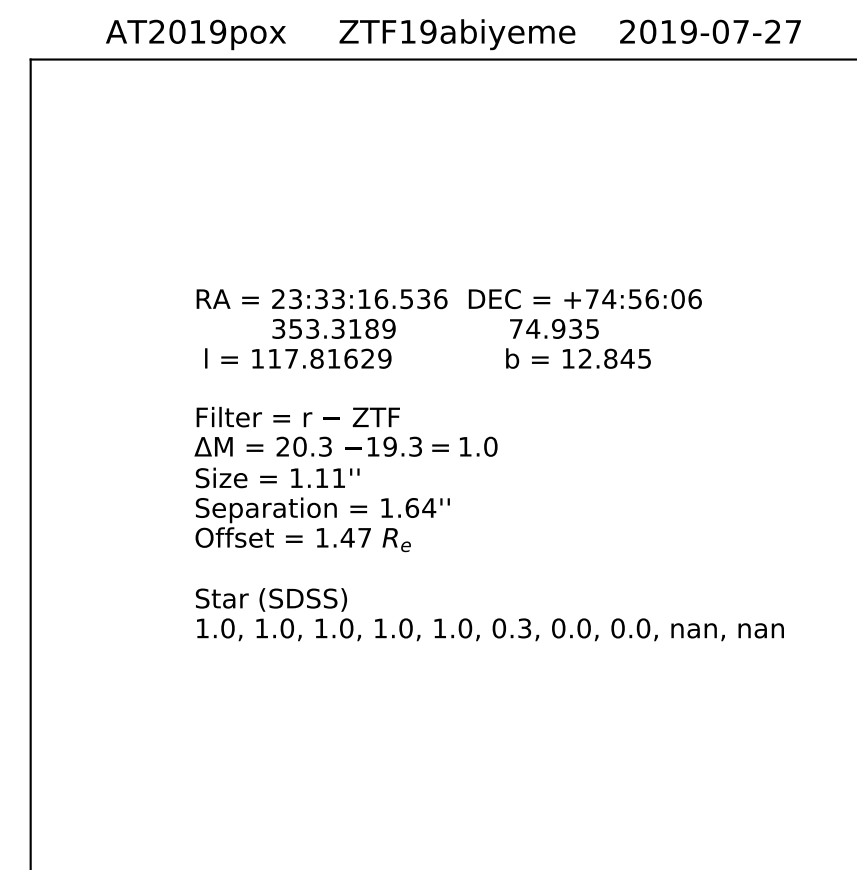 AT2019pox ZTF19abiyeme 2019-07-27
RA = 23:33:16.536 DEC = +74:56:06
353.3189 74.935
l = 117.81629 b = 12.845
Filter = r − ZTF
ΔM = 20.3 −19.3 = 1.0
Size = 1.11''
Separation = 1.64''
Offset = 1.47 Re
Star (SDSS)
1.0, 1.0, 1.0, 1.0, 1.0, 0.3, 0.0, 0.0, nan, nan